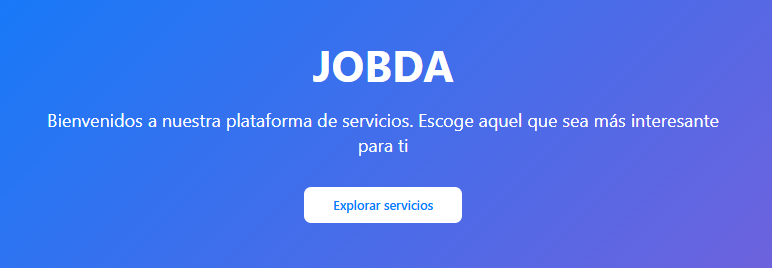 JOBDA
Bienvenidos a nuestra plataforma de servicios. Escoge aquel que sea más interesante
para ti
Explorar servicios